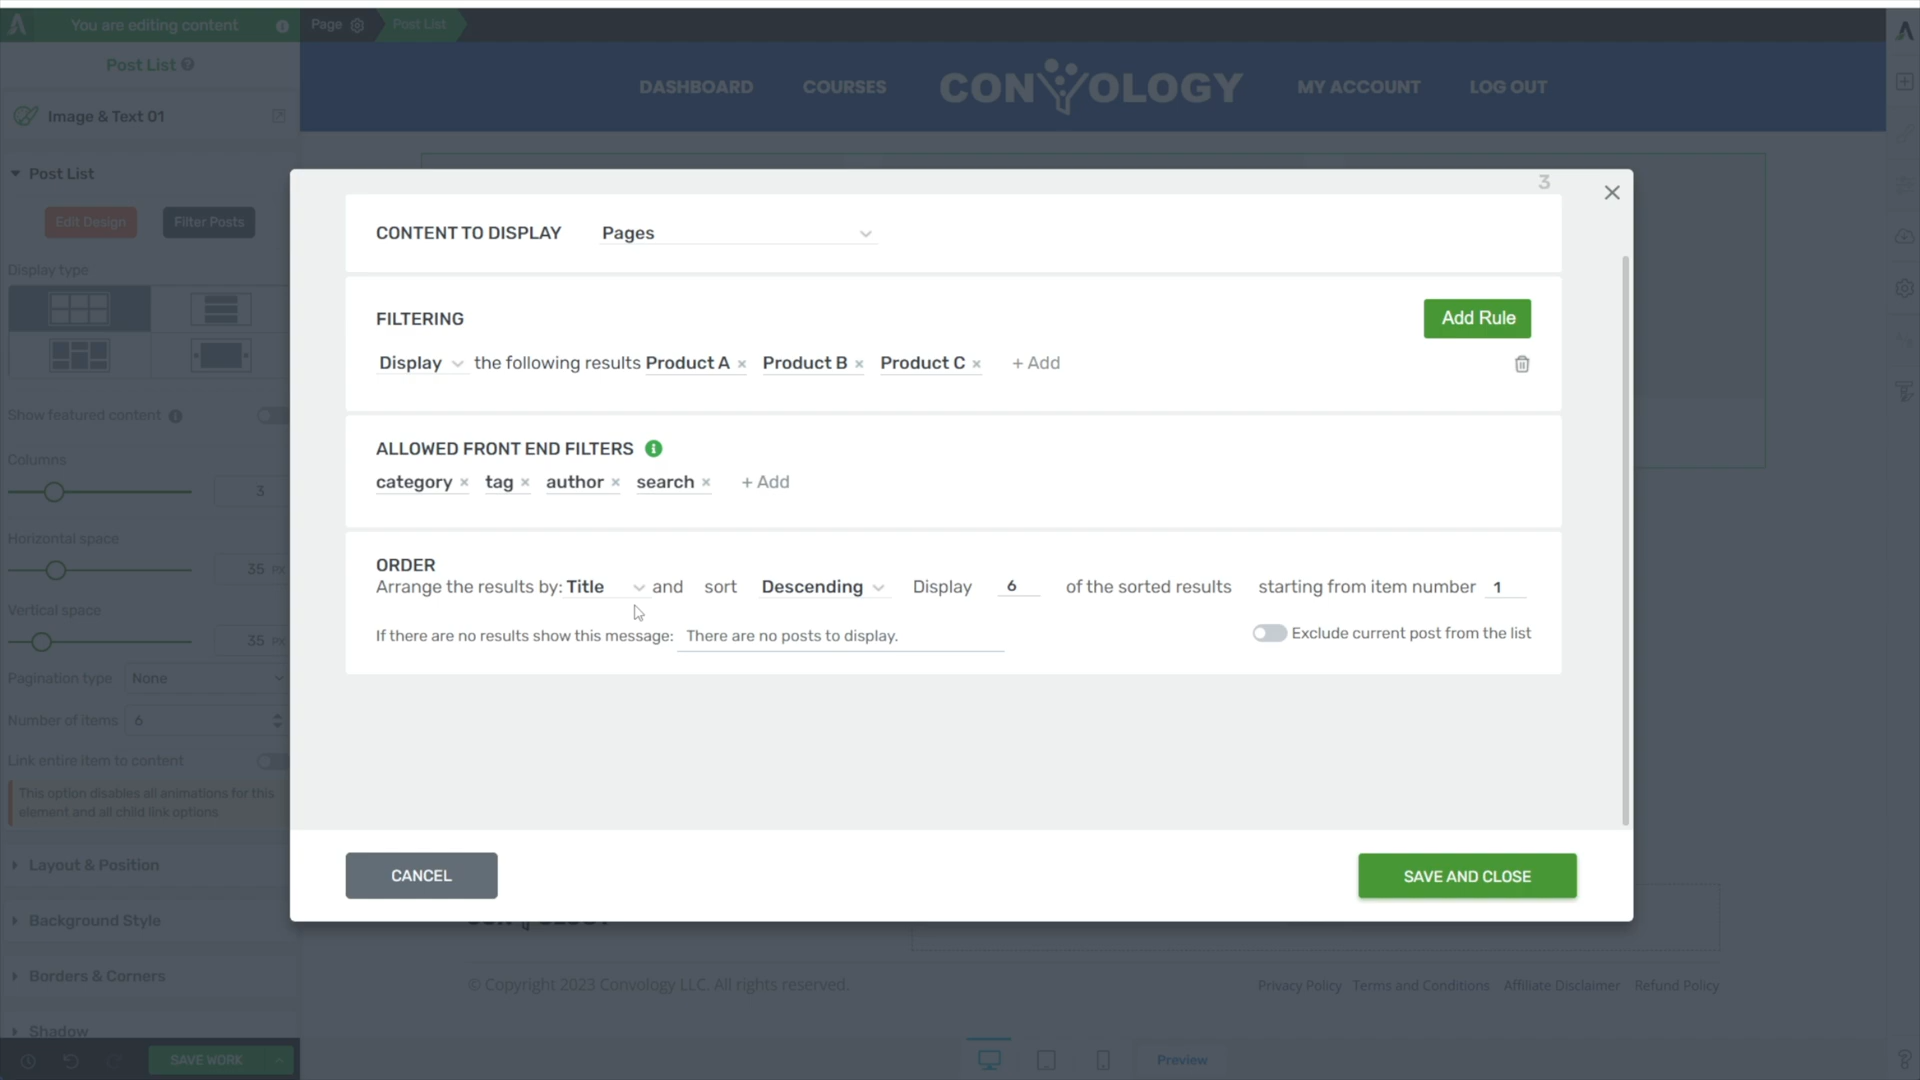 You are editing content
Page
Post List
Post List
DASHBOARD
COURSES
CONVOLOGY
MY ACCOUNT
LOG OUT
Image & Text 01
Post List
Edit Design
Filter Posts
Display type
Show featured content
Columns
3
Horizontal space
35 PX
Vertical space
35 PX
Pagination type
None
Number of items
6
Link entire item to content
This option disables all animations for this
element and all child link options
Layout & Position
Background Style
Borders & Corners
Shadow
SAVE WORK
3
CONTENT TO DISPLAY
Pages
FILTERING
Add Rule
Display the following results Product A × Product B × Product C × + Add
ALLOWED FRONT END FILTERS
category × tag × author × search × + Add
ORDER
Arrange the results by: Title and sort Descending Display 6 of the sorted results starting from item number 1
If there are no results show this message: There are no posts to display.
Exclude current post from the list
CANCEL
SAVE AND CLOSE
© Copyright 2023 Convology LLC. All rights reserved.
Privacy Policy Terms and Conditions Affiliate Disclaimer Refund Policy
Preview